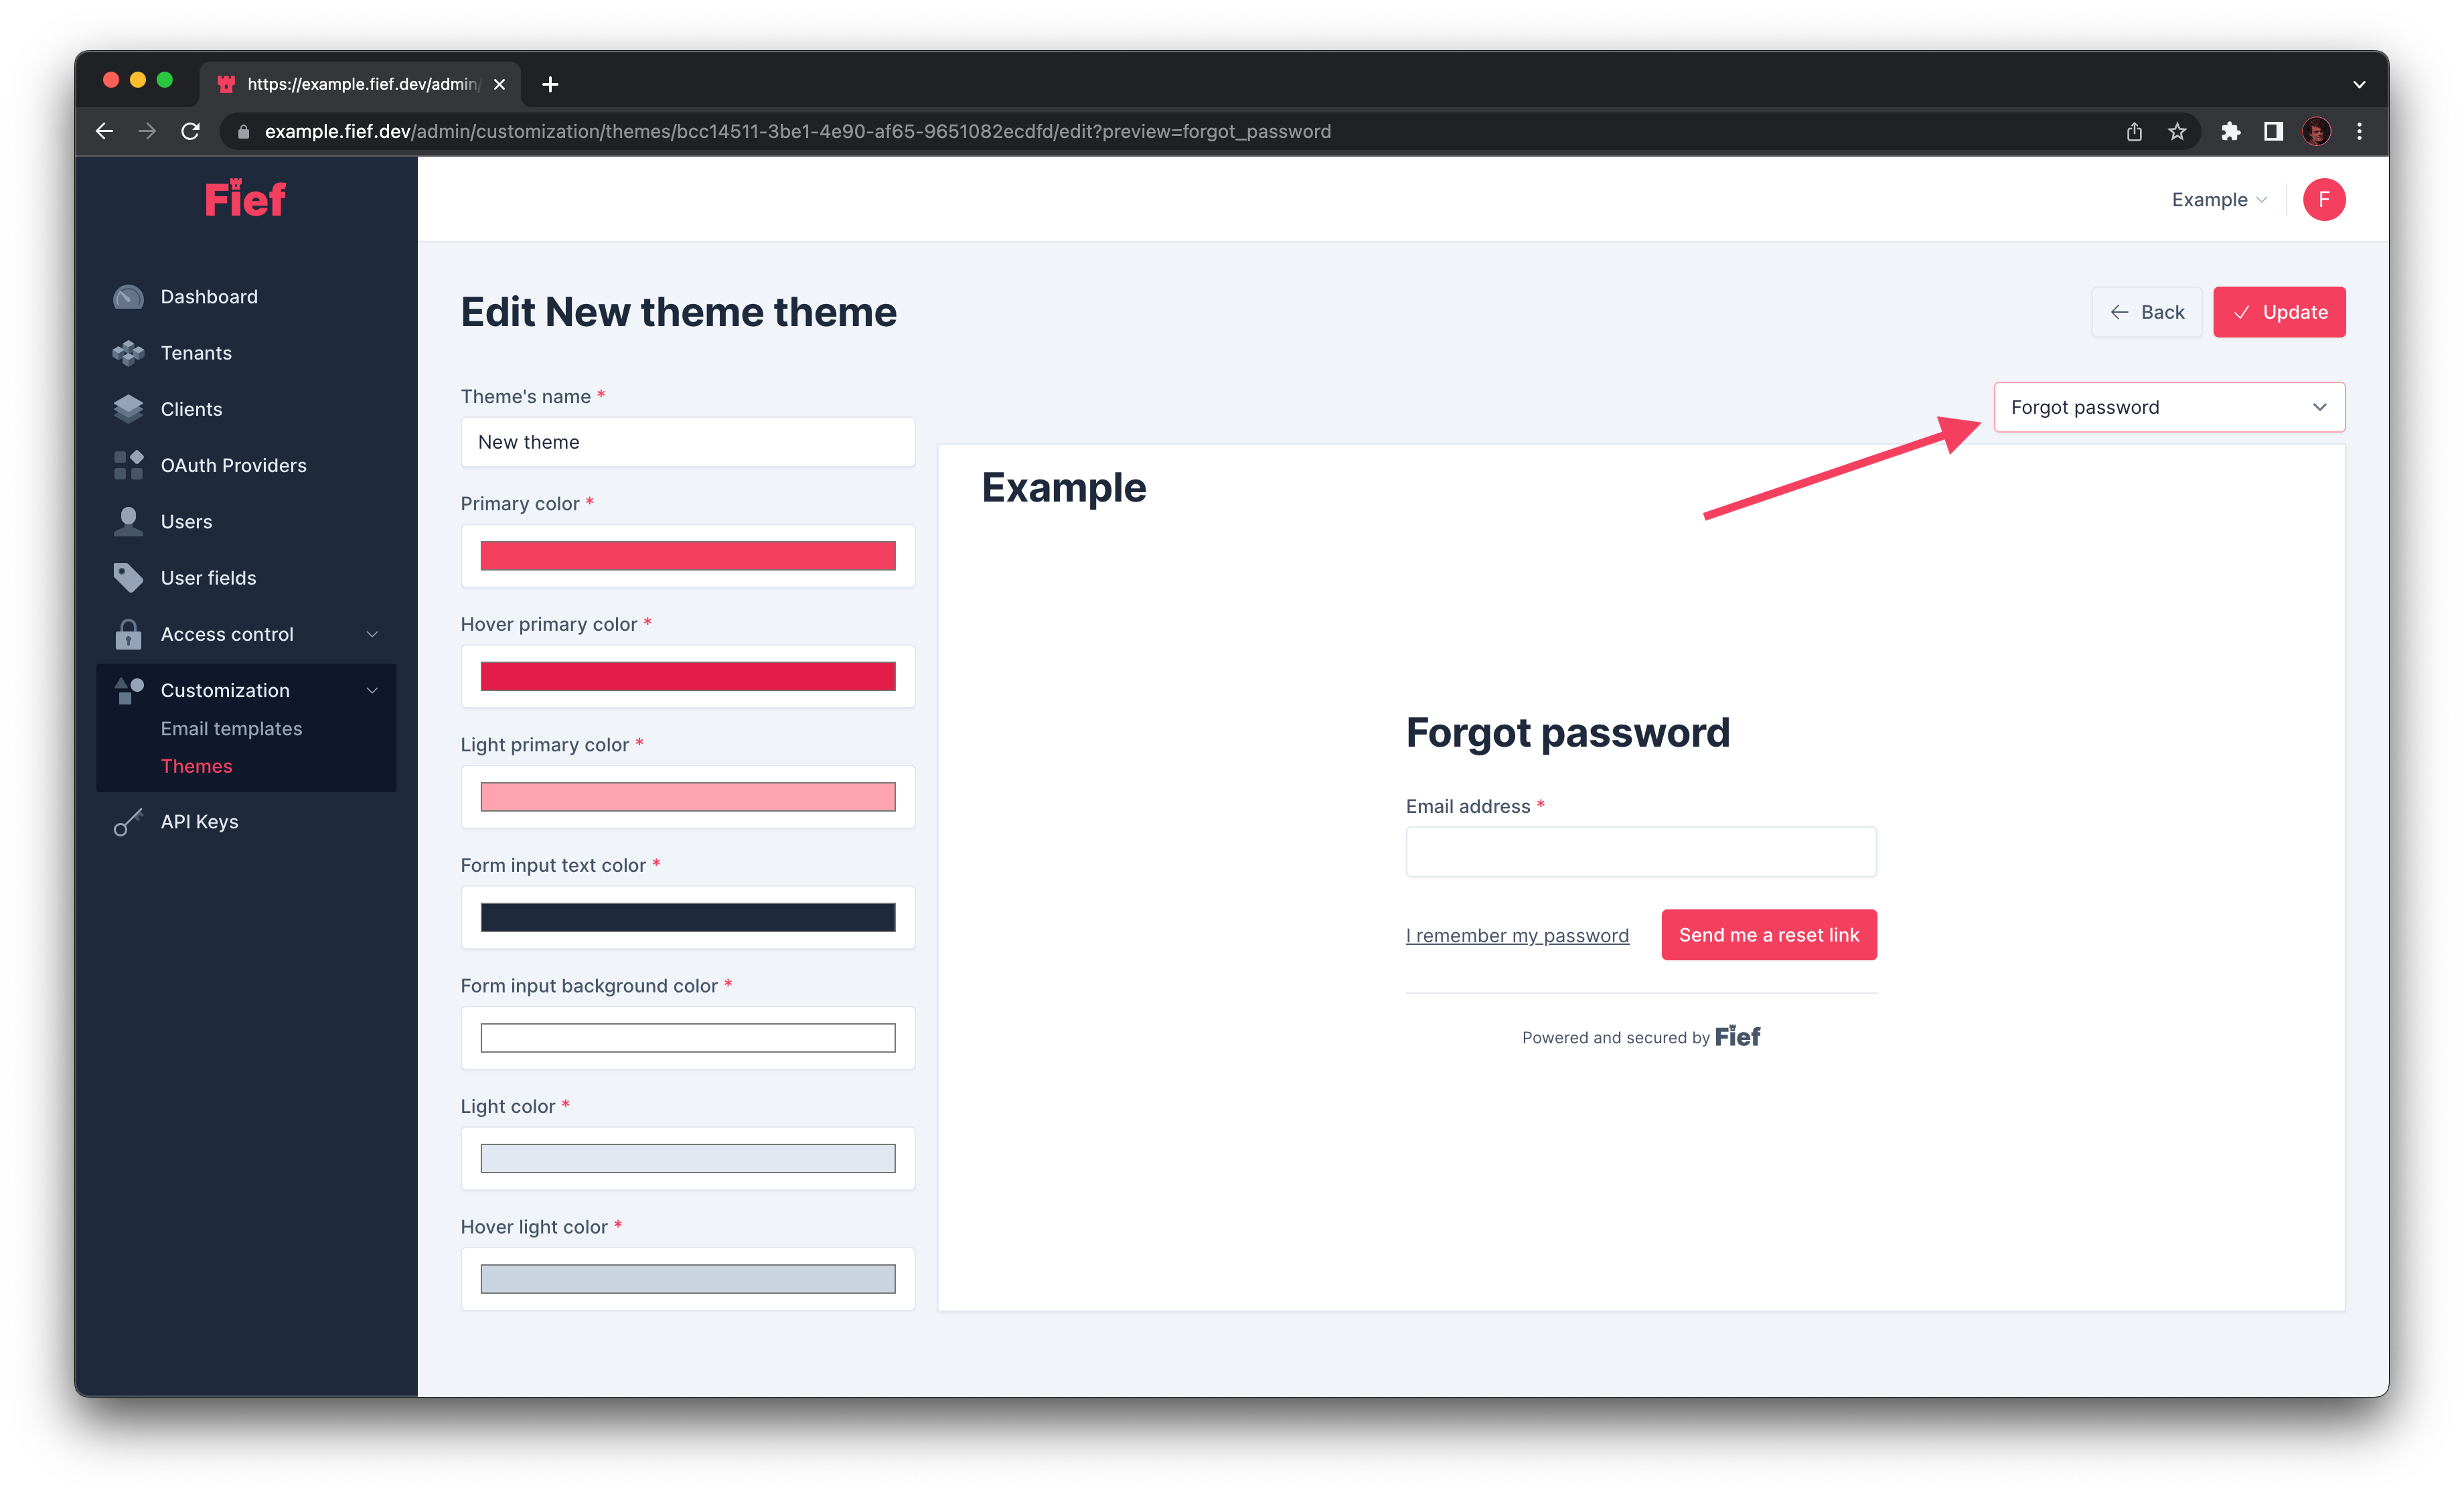 https://example.fief.dev/admin/
example.fief.dev/admin/customization/themes/bcc14511-3be1-4e90-af65-9651082ecdfd/edit?preview=forgot_password
Fief
Example
F
Dashboard
Tenants
Clients
OAuth Providers
Users
User fields
Access control
Customization
Email templates
Themes
API Keys
Edit New theme theme
Back
Update
Theme's name *
New theme
Primary color *
Hover primary color *
Light primary color *
Form input text color *
Form input background color *
Light color *
Hover light color *
Forgot password
Example
Forgot password
Email address *
I remember my password
Send me a reset link
Powered and secured by Fief